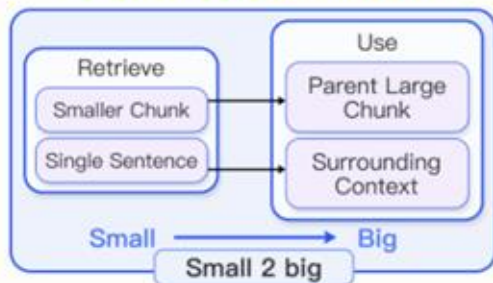 Retrieve
Smaller Chunk
Single Sentence
Use
Parent Large
Chunk
Surrounding
Context
Small
Big
Small 2 big